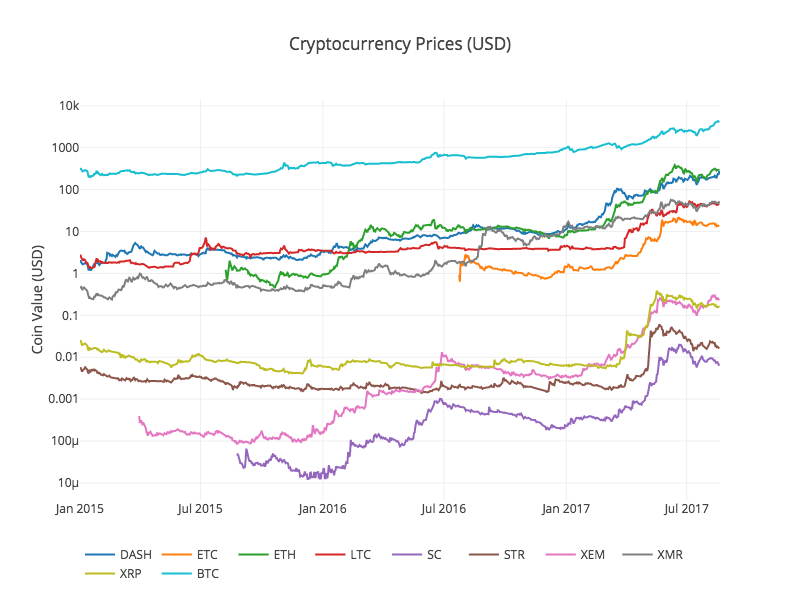 Cryptocurrency Prices (USD)
Coin Value (USD)
10k
1000
100
10
1
0.1
0.01
0.001
100μ
10μ
Jan 2015 Jul 2015 Jan 2016 Jul 2016 Jan 2017 Jul 2017
DASH ETC ETH LTC SC STR XEM XMR
XRP BTC